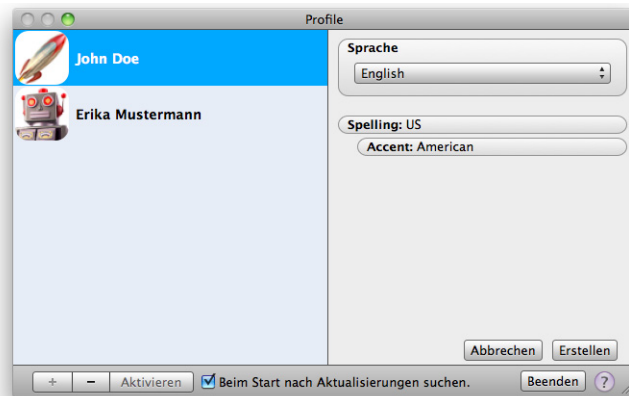 Profile
John Doe
Erika Mustermann
Sprache
English
Spelling: US
Accent: American
Abbrechen Erstellen
+ − Aktivieren Beim Start nach Aktualisierungen suchen. Beenden ?